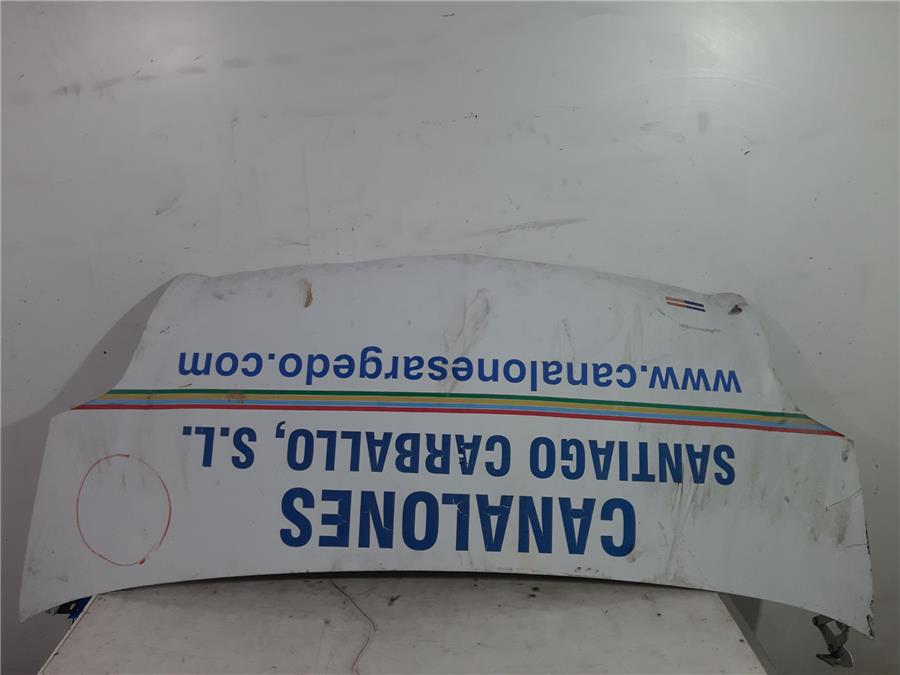 CANALONES
SANTIAGO CARBALLO, S.L.
www.canalonesargedo.com